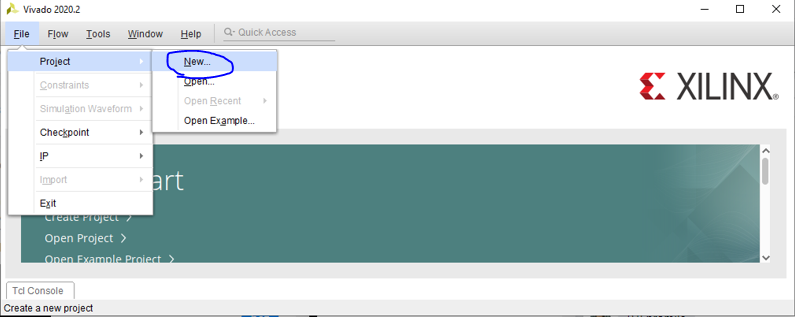 Vivado 2020.2
File Flow Tools Window Help Quick Access
Project
Constraints
Simulation Waveform
Checkpoint
IP
Import
Exit
New...
Open...
Open Recent
Open Example...
XILINX
art
Create Project
Open Project
Open Example Project
Tcl Console
Create a new project